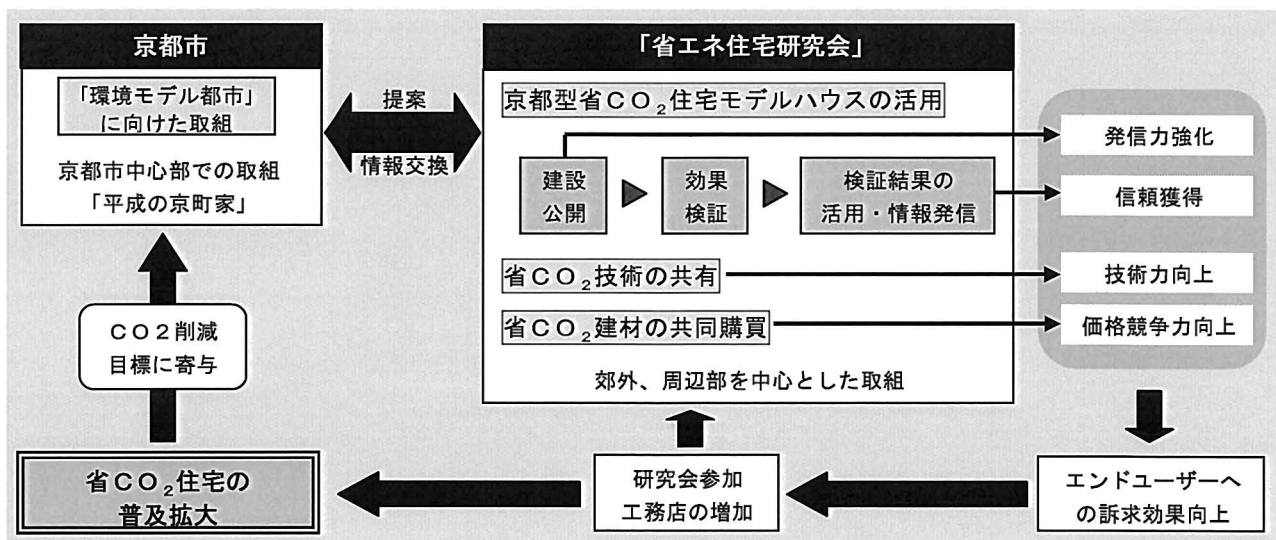 京都市
「環境モデル都市」
に向けた取組
京都市中心部での取組
「平成の京町家」
提案
情報交換
「省エネ住宅研究会」
京都型省CO₂住宅モデルハウスの活用
建設
公開
効果
検証
検証結果の
活用・情報発信
省CO₂技術の共有
省CO₂建材の共同購買
郊外、周辺部を中心とした取組
発信力強化
信頼獲得
技術力向上
価格競争力向上
エンドユーザーへ
の訴求効果向上
研究会参加
工務店の増加
省CO₂住宅の
普及拡大
CO2削減
目標に寄与